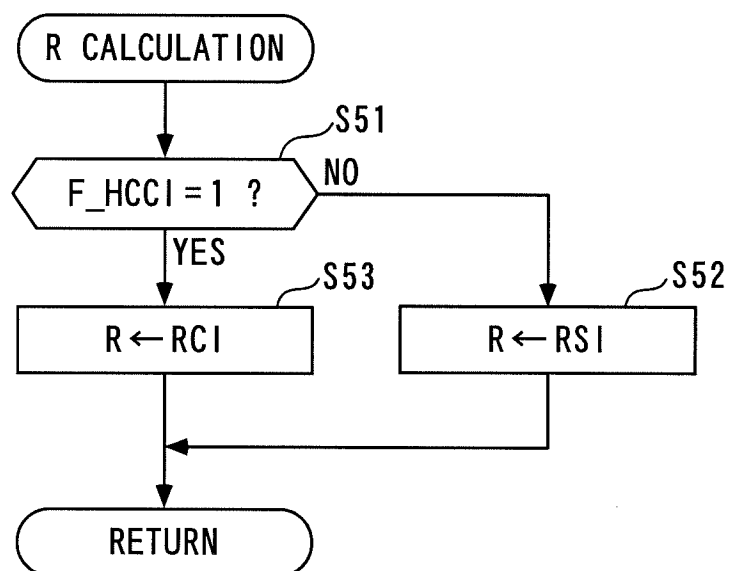 R CALCULATION
S51
F_HCCI=1 ?
NO
YES
S53
S52
R←RCI
R←RSI
RETURN